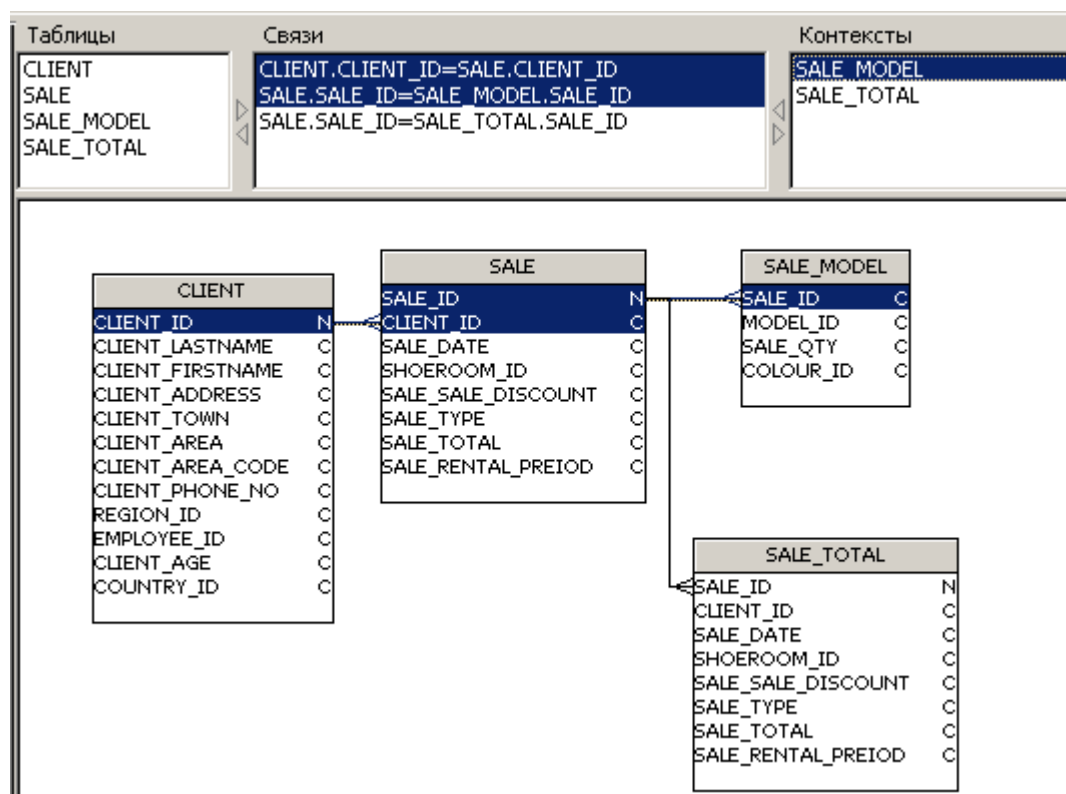 Таблицы
CLIENT
SALE
SALE_MODEL
SALE_TOTAL
Связи
CLIENT.CLIENT_ID=SALE.CLIENT_ID
SALE.SALE_ID=SALE_MODEL.SALE_ID
SALE.SALE_ID=SALE_TOTAL.SALE_ID
Контексты
SALE_MODEL
SALE_TOTAL
CLIENT
CLIENT_ID N
CLIENT_LASTNAME C
CLIENT_FIRSTNAME C
CLIENT_ADDRESS C
CLIENT_TOWN C
CLIENT_AREA C
CLIENT_AREA_CODE C
CLIENT_PHONE_NO C
REGION_ID C
EMPLOYEE_ID C
CLIENT_AGE C
COUNTRY_ID C
SALE
SALE_ID N
CLIENT_ID C
SALE_DATE C
SHOEROOM_ID C
SALE_SALE_DISCOUNT C
SALE_TYPE C
SALE_TOTAL C
SALE_RENTAL_PREIOD C
SALE_MODEL
SALE_ID C
MODEL_ID C
SALE_QTY C
COLOUR_ID C
SALE_TOTAL
SALE_ID N
CLIENT_ID C
SALE_DATE C
SHOEROOM_ID C
SALE_SALE_DISCOUNT C
SALE_TYPE C
SALE_TOTAL C
SALE_RENTAL_PREIOD C